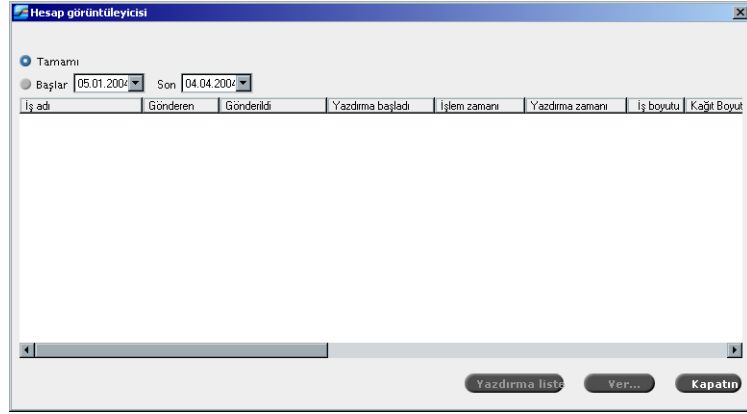 Hesap görüntüleyicisi
Tamamı
Başlar 05.01.2004 Son 04.04.2004
İş adı Gönderen Gönderildi Yazdırma başladı İşlem zamanı Yazdırma zamanı İş boyutu Kağıt Boyut
Yazdırma liste Ver... Kapatın